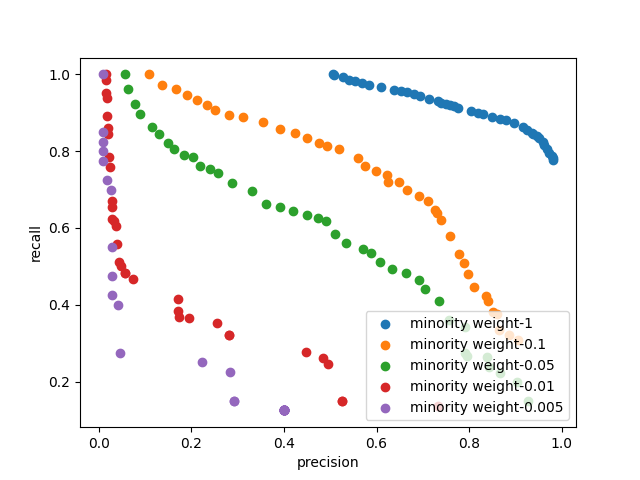 1.0
0.8
0.6
0.4
0.2
recall
minority weight-1
minority weight-0.1
minority weight-0.05
minority weight-0.01
minority weight-0.005
0.0 0.2 0.4 0.6 0.8 1.0
precision